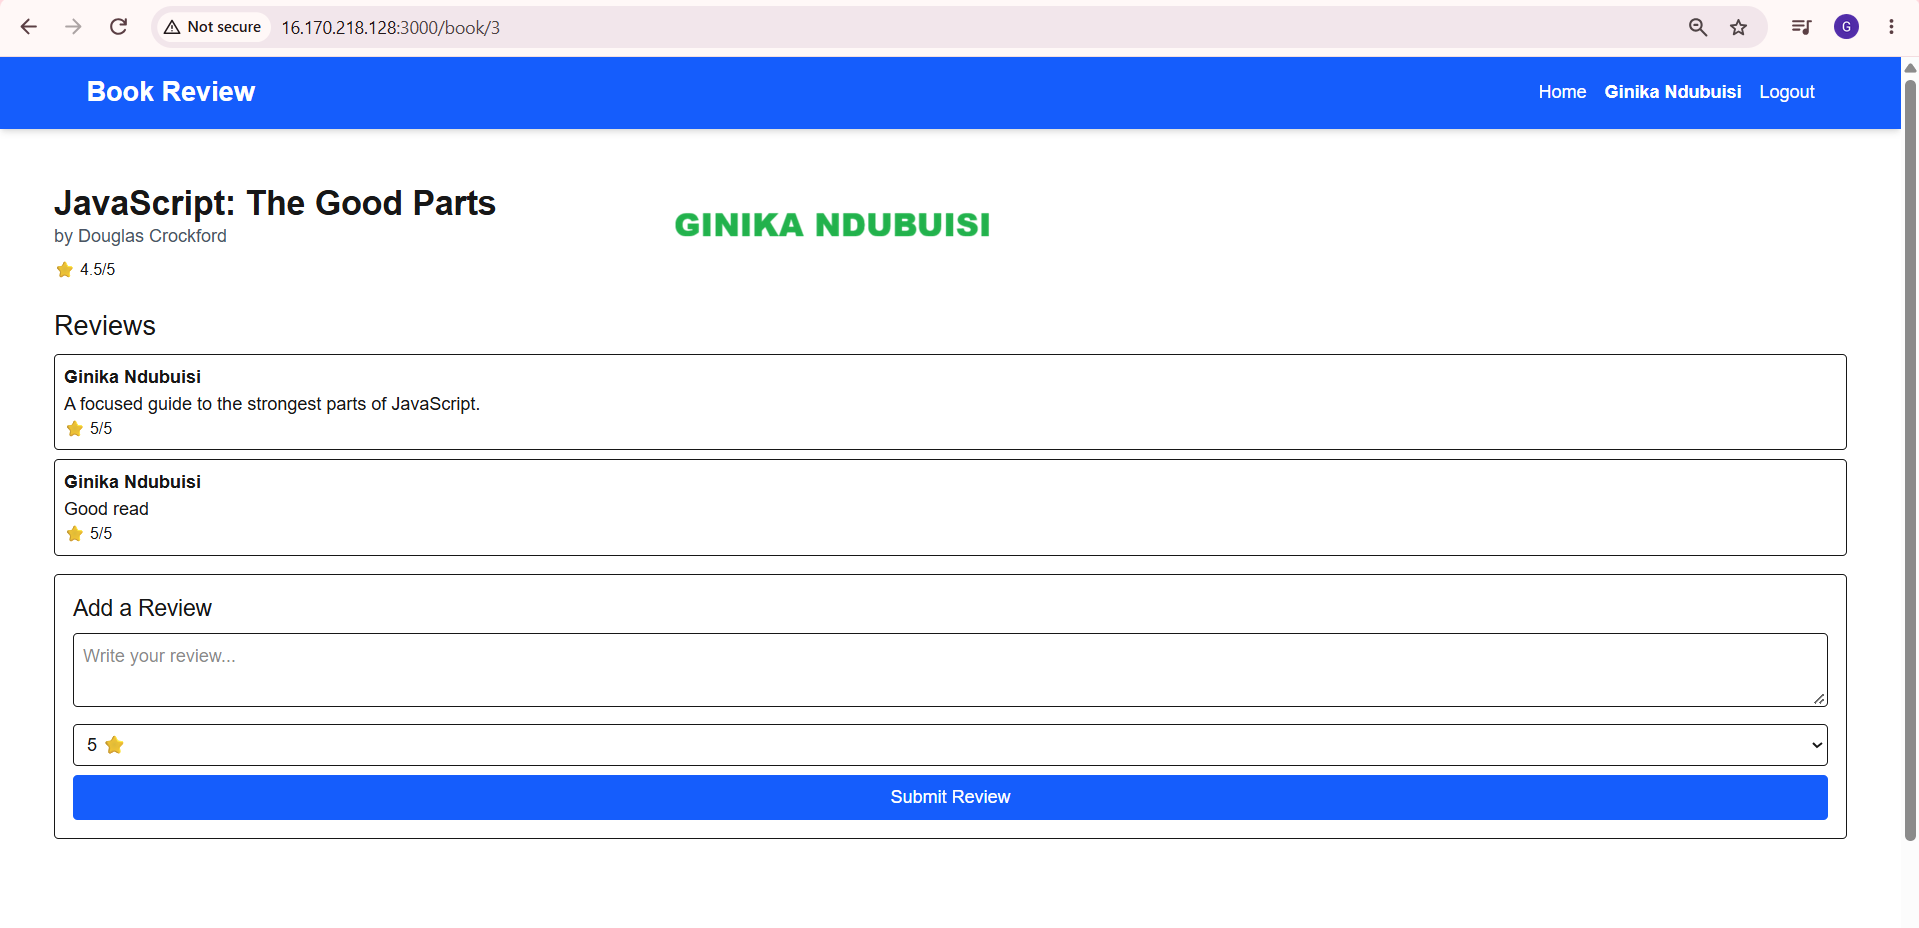 Not secure
16.170.218.128:3000/book/3
G
Book Review
Home
Ginika Ndubuisi
Logout
JavaScript: The Good Parts
by Douglas Crockford
4.5/5
GINIKA NDUBUISI
Reviews
Ginika Ndubuisi
A focused guide to the strongest parts of JavaScript.
5/5
Ginika Ndubuisi
Good read
5/5
Add a Review
Write your review...
5
Submit Review